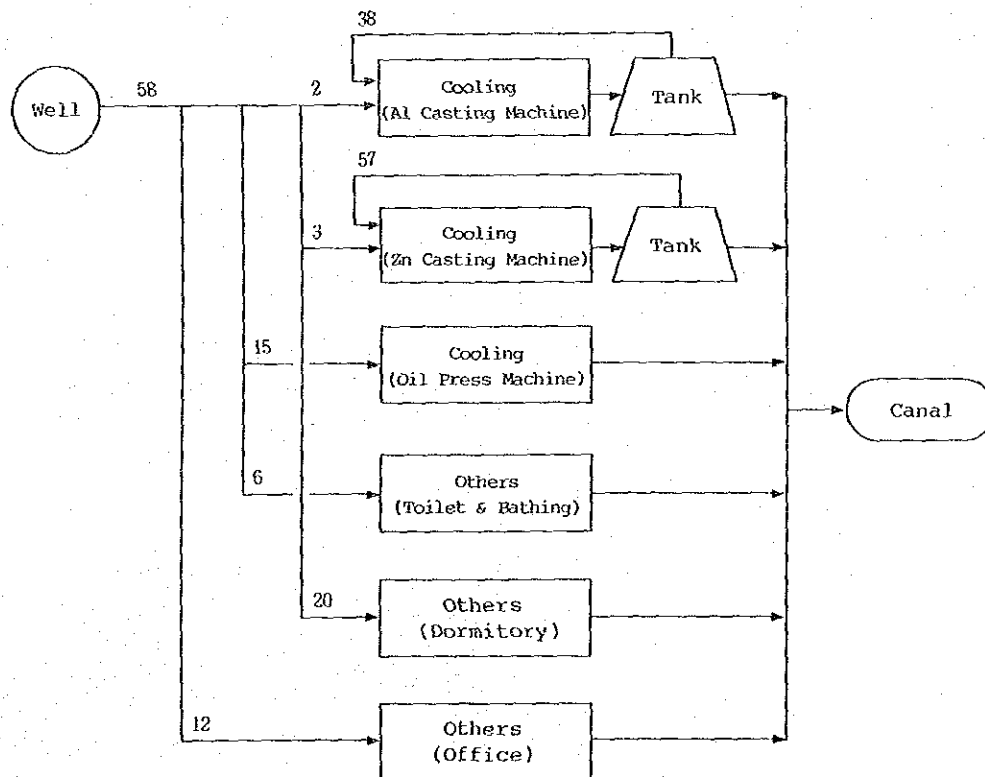 38
Well
58
2
Cooling
(Al Casting Machine)
Tank
57
3
Cooling
(Zn Casting Machine)
Tank
15
Cooling
(Oil Press Machine)
Canal
6
Others
(Toilet & Bathing)
20
Others
(Dormitory)
12
Others
(Office)